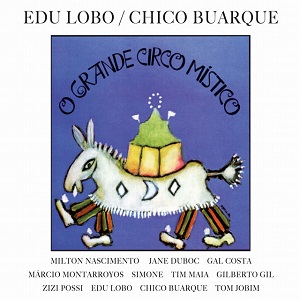 EDU LOBO / CHICO BUARQUE
O GRANDE CIRCO MÍSTICO
MILTON NASCIMENTO JANE DUBOC GAL COSTA
MÁRCIO MONTARROYOS SIMONE TIM MAIA GILBERTO GIL
ZIZI POSSI EDU LOBO CHICO BUARQUE TOM JOBIM